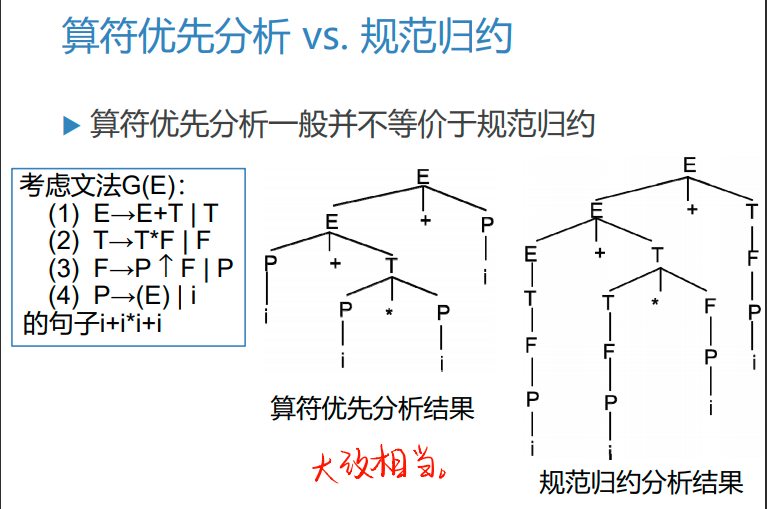 算符优先分析 vs. 规范归约
算符优先分析一般并不等价于规范归约
考虑文法G(E)：
(1) E→E+T | T
(2) T→T*F | F
(3) F→P↑F | P
(4) P→(E) | i
的句子i+i*i+i
E
E + P
P + T i
i P * P
i i
算符优先分析结果
大致相当。
E
E + T
E + T F
T T * F P
F F P i
P P i
i i
规范归约分析结果